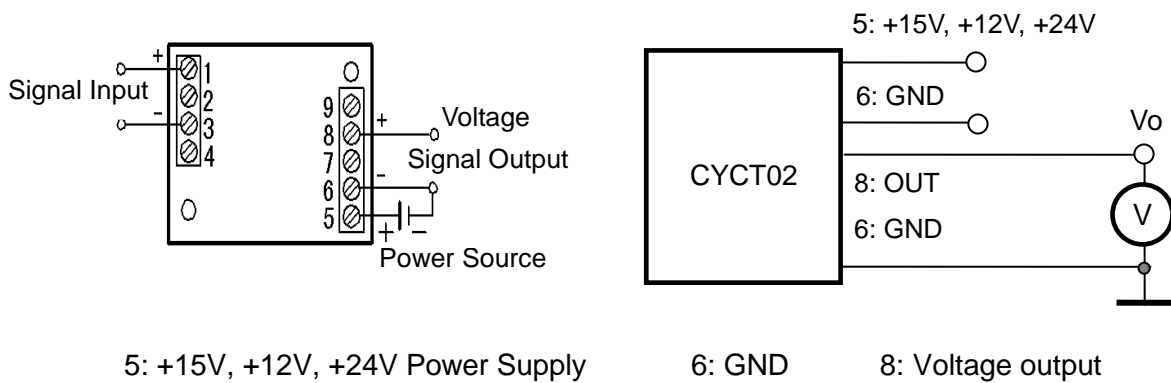 Signal Input
+
-
1
2
3
4
9
8
7
6
5
+
-
Voltage
Signal Output
+
−
Power Source
CYCT02
5: +15V, +12V, +24V
6: GND
8: OUT
6: GND
Vo
V
5: +15V, +12V, +24V Power Supply 6: GND 8: Voltage output